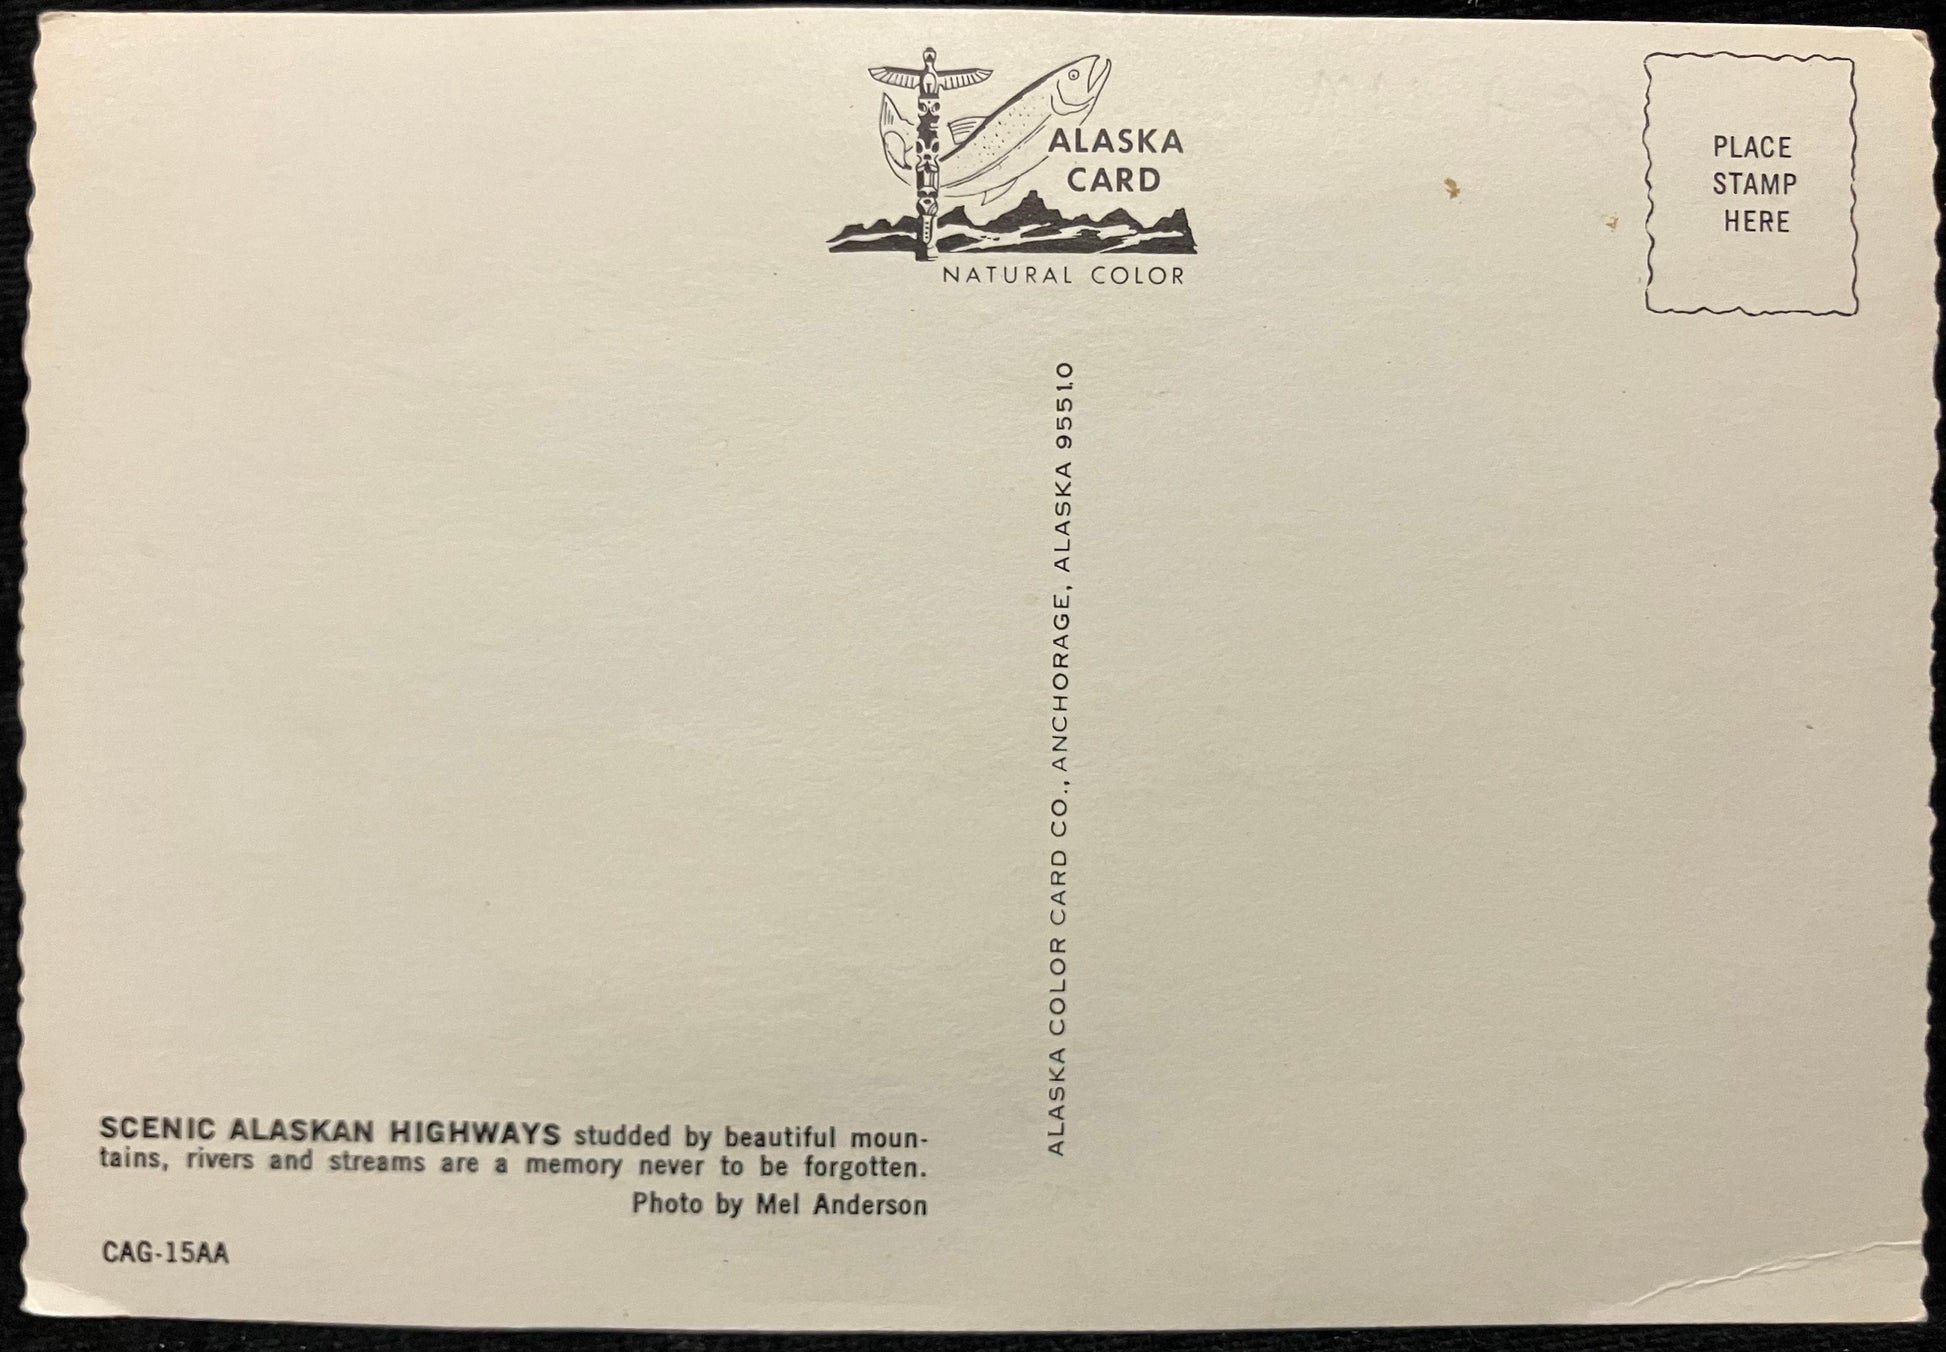 ALASKA
CARD
NATURAL COLOR
PLACE
STAMP
HERE
ALASKA COLOR CARD CO., ANCHORAGE, ALASKA 99510
SCENIC ALASKAN HIGHWAYS studded by beautiful moun-
tains, rivers and streams are a memory never to be forgotten.
Photo by Mel Anderson
CAG-15AA